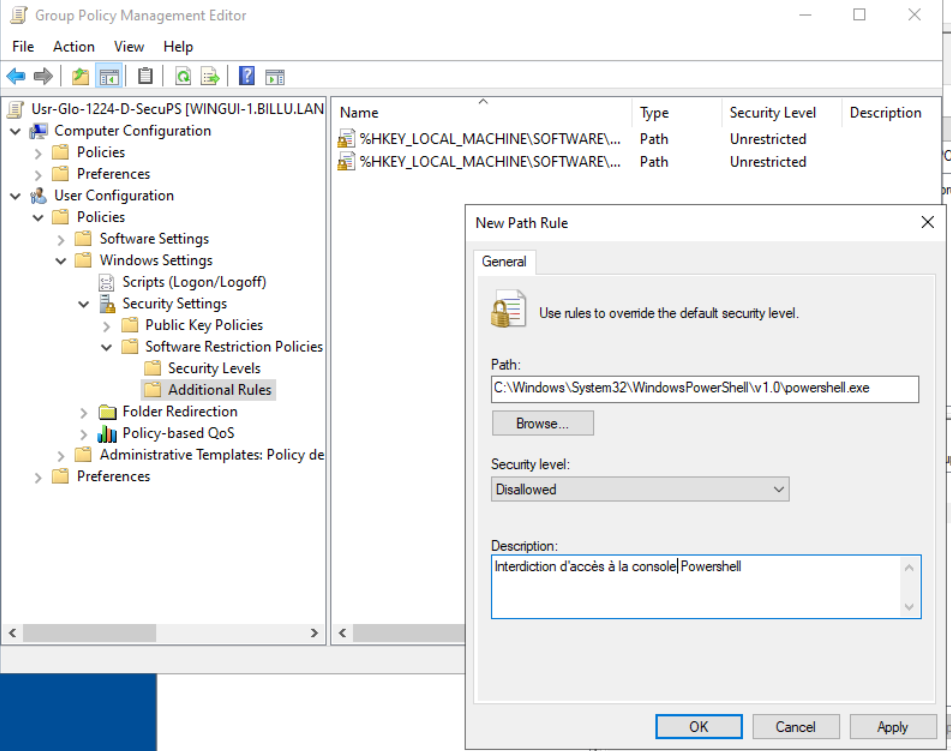 Group Policy Management Editor
File Action View Help
Usr-Glo-1224-D-SecuPS [WINGUI-1.BILLU.LAN
Computer Configuration
Policies
Preferences
User Configuration
Policies
Software Settings
Windows Settings
Scripts (Logon/Logoff)
Security Settings
Public Key Policies
Software Restriction Policies
Security Levels
Additional Rules
Folder Redirection
Policy-based QoS
Administrative Templates: Policy de
Preferences
Name Type Security Level Description
%HKEY_LOCAL_MACHINE\SOFTWARE\... Path Unrestricted
%HKEY_LOCAL_MACHINE\SOFTWARE\... Path Unrestricted
New Path Rule
General
Use rules to override the default security level.
Path:
C:\Windows\System32\WindowsPowerShell\v1.0\powershell.exe
Browse...
Security level:
Disallowed
Description:
Interdiction d'accès à la console Powershell
OK Cancel Apply